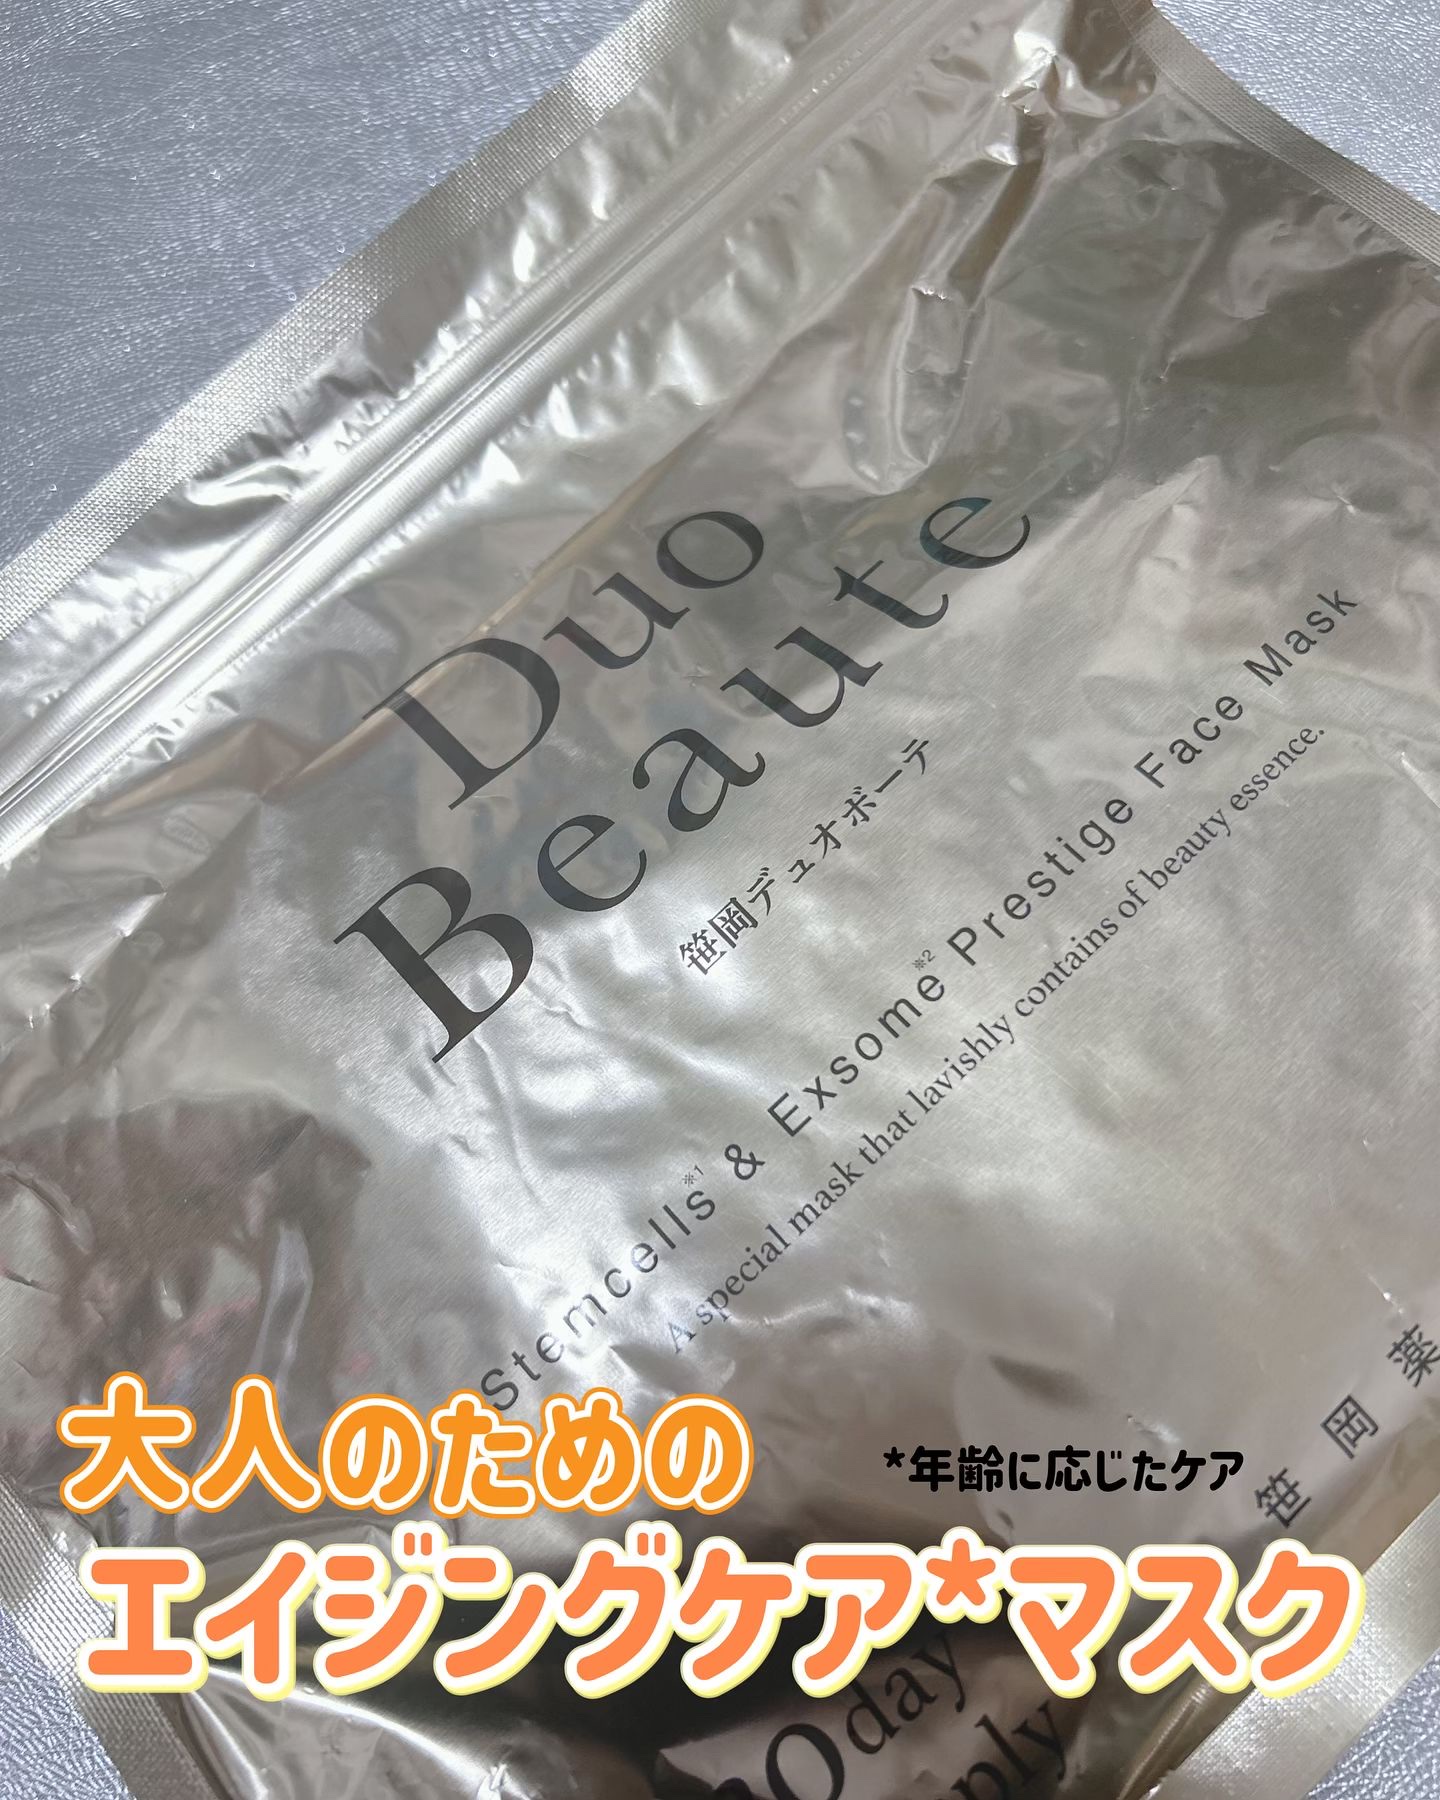 Duo
Beaute
笹岡デュオボーテ
Stemcells※1 & Exsome※2 Prestige Face Mask
A special mask that lavishly contains of beauty essence.
笹岡薬
大人のための
*年齢に応じたケア
エイジングケア*マスク
0day